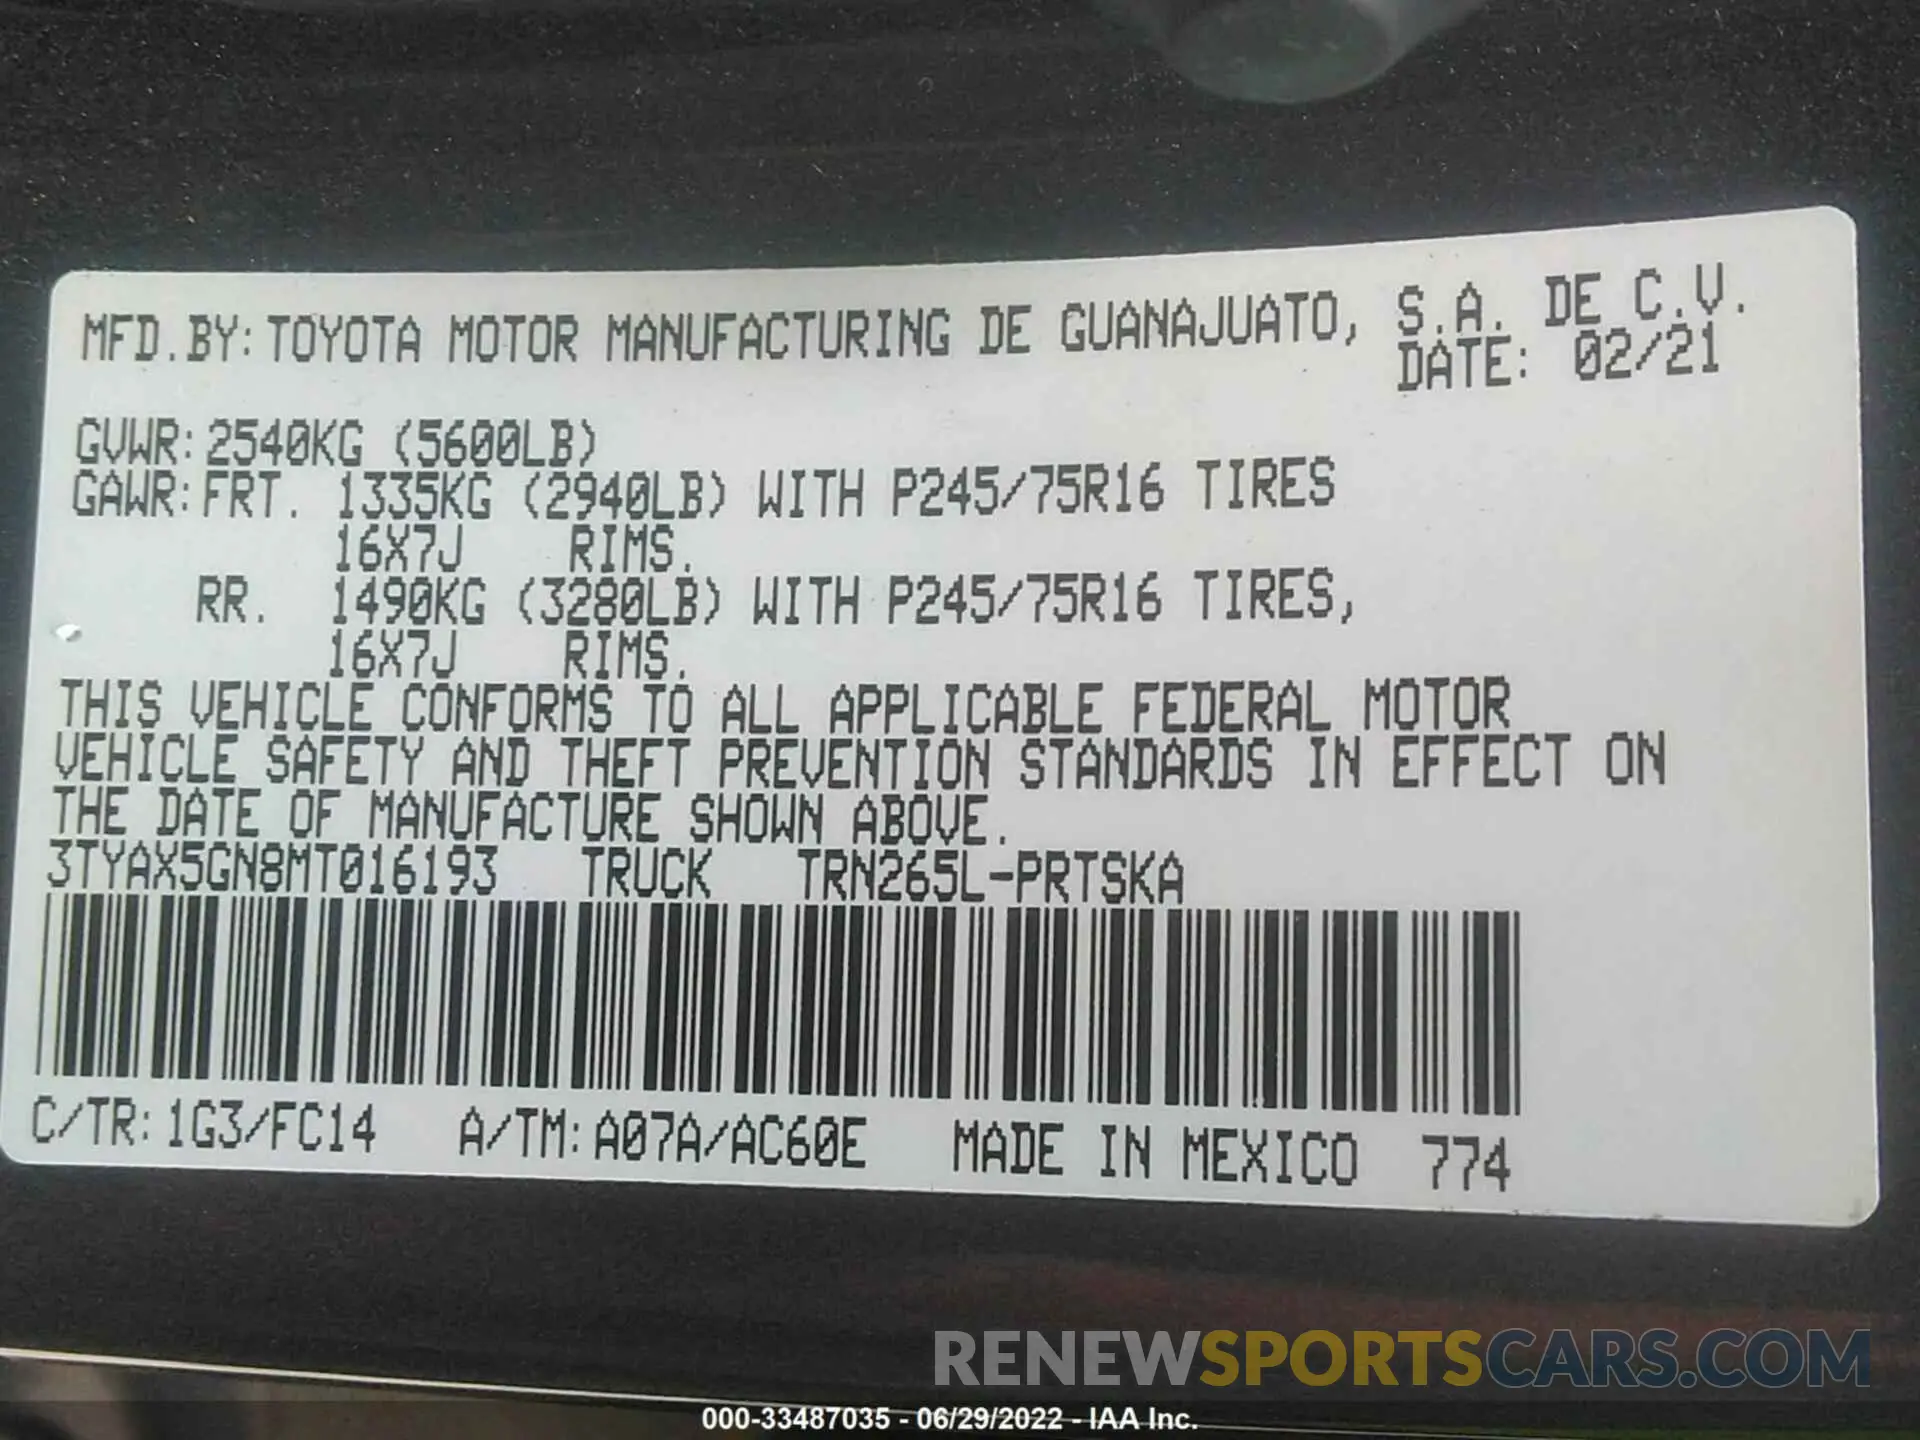 MFD.BY: TOYOTA MOTOR MANUFACTURING DE GUANAJUATO, S.A. DE C.V.
DATE: 02/21
GVWR: 2540KG (5600LB)
GAWR: FRT. 1335KG (2940LB) WITH P245/75R16 TIRES
16X7J RIMS.
RR. 1490KG (3280LB) WITH P245/75R16 TIRES,
16X7J RIMS.
THIS VEHICLE CONFORMS TO ALL APPLICABLE FEDERAL MOTOR
VEHICLE SAFETY AND THEFT PREVENTION STANDARDS IN EFFECT ON
THE DATE OF MANUFACTURE SHOWN ABOVE.
3TYAX5GN8MT016193 TRUCK TRN265L-PRTSKA
C/TR: 1G3/FC14 A/TM: A07A/AC60E MADE IN MEXICO 774
RENEWSPORTSCARS.COM
000-33487035 - 06/29/2022 - IAA Inc.